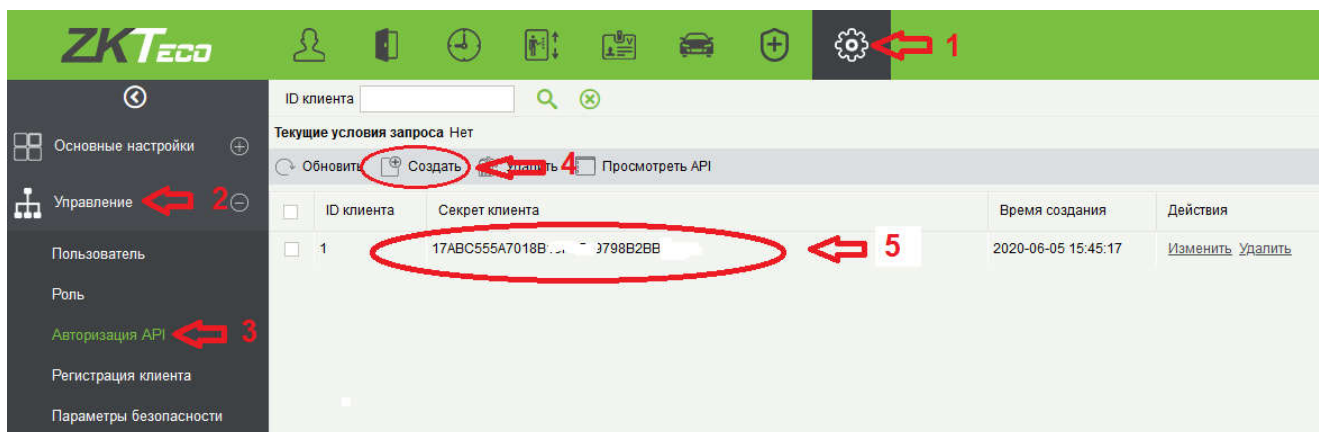 ZKTECO
1
ID клиента
Основные настройки
Текущие условия запроса Нет
Обновить Создать 4 Просмотреть API
Управление 2
ID клиента Секрет клиента Время создания Действия
Пользователь
1 17ABC555A7018B 9798B2BB 5 2020-06-05 15:45:17 Изменить Удалить
Роль
Авторизация API 3
Регистрация клиента
Параметры безопасности